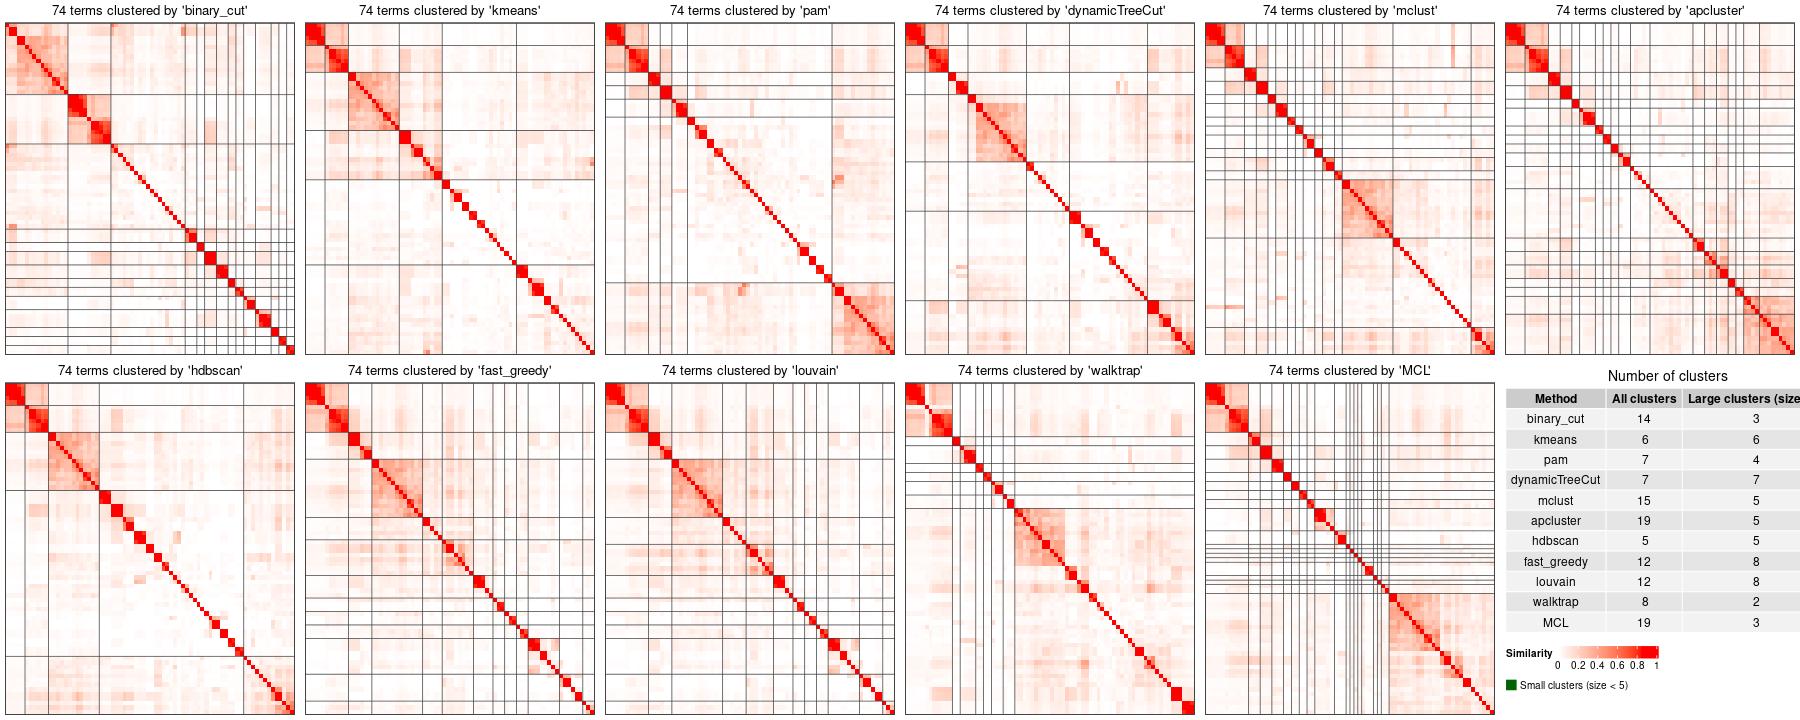 74 terms clustered by 'binary_cut'
74 terms clustered by 'kmeans'
74 terms clustered by 'pam'
74 terms clustered by 'dynamicTreeCut'
74 terms clustered by 'mclust'
74 terms clustered by 'apcluster'
74 terms clustered by 'hdbscan'
74 terms clustered by 'fast_greedy'
74 terms clustered by 'louvain'
74 terms clustered by 'walktrap'
74 terms clustered by 'MCL'
Number of clusters
Method All clusters Large clusters (size
binary_cut 14 3
kmeans 6 6
pam 7 4
dynamicTreeCut 7 7
mclust 15 5
apcluster 19 5
hdbscan 5 5
fast_greedy 12 8
louvain 12 8
walktrap 8 2
MCL 19 3
Similarity
0 0.2 0.4 0.6 0.8 1
Small clusters (size < 5)